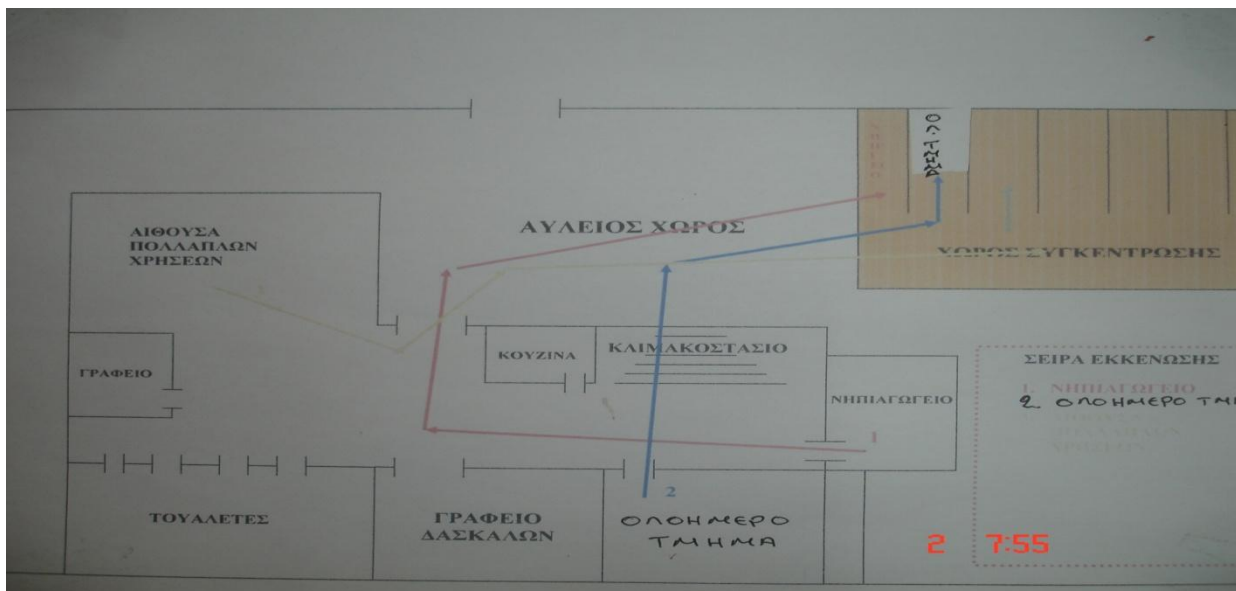 ΑΥΛΕΙΟΣ ΧΩΡΟΣ
ΑΙΘΟΥΣΑ
ΠΟΛΛΑΠΛΩΝ
ΧΡΗΣΕΩΝ
3
ΧΩΡΟΣ ΣΥΓΚΕΝΤΡΩΣΗΣ
ΓΡΑΦΕΙΟ
ΚΟΥΖΙΝΑ
ΚΛΙΜΑΚΟΣΤΑΣΙΟ
ΝΗΠΙΑΓΩΓΕΙΟ
1
ΣΕΙΡΑ ΕΚΚΕΝΩΣΗΣ
1. ΝΗΠΙΑΓΩΓΕΙΟ
2 ΟΛΟΗΜΕΡΟ ΤΜ
ΤΟΥΑΛΕΤΕΣ
ΓΡΑΦΕΙΟ
ΔΑΣΚΑΛΩΝ
2
ΟΛΟΗΜΕΡΟ
ΤΜΗΜΑ
2 7:55